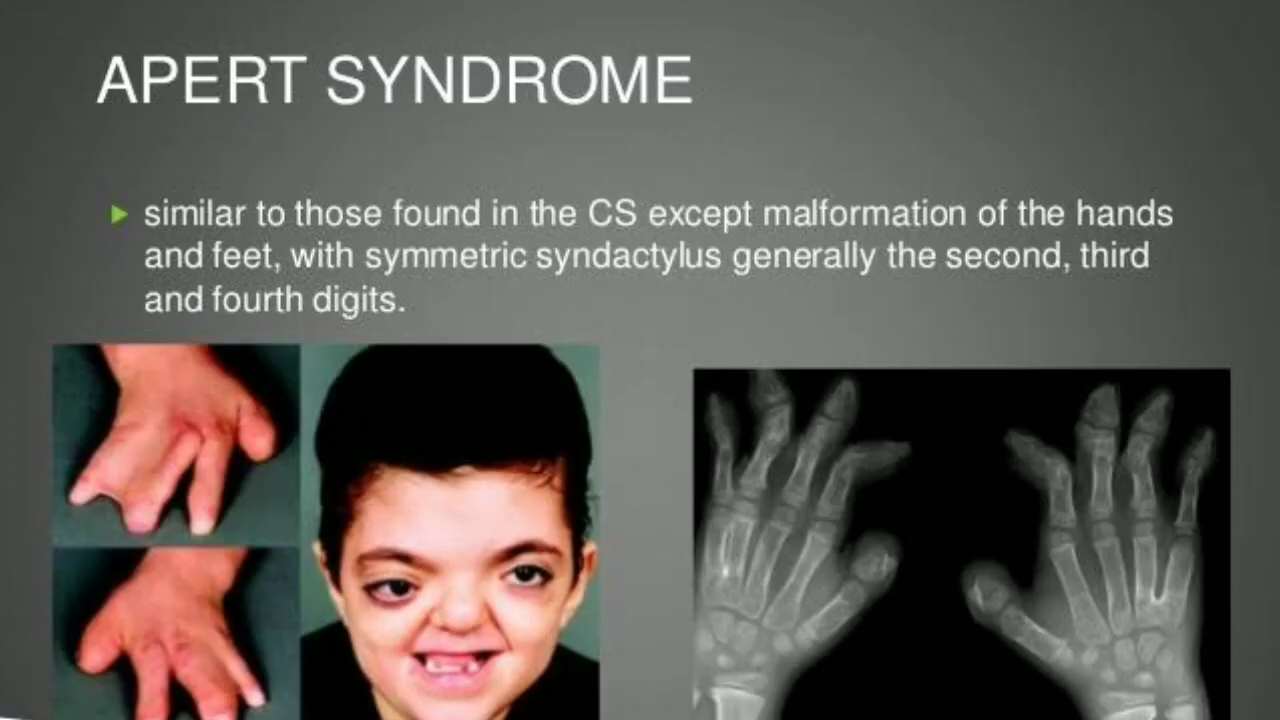 APERT SYNDROME
similar to those found in the CS except malformation of the hands
and feet, with symmetric syndactylus generally the second, third
and fourth digits.